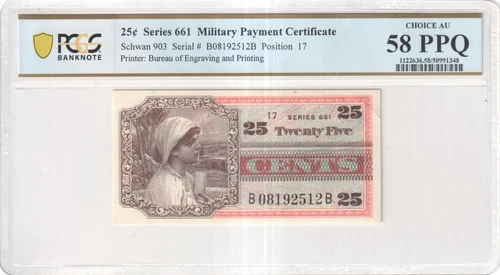 PCGS
BANKNOTE
25¢ Series 661 Military Payment Certificate
Schwan 903 Serial # B08192512B Position 17
Printer: Bureau of Engraving and Printing
CHOICE AU
58 PPQ
1122636.58/50991348
17 SERIES 661 25
25 Twenty Five
CENTS
B08192512B 25